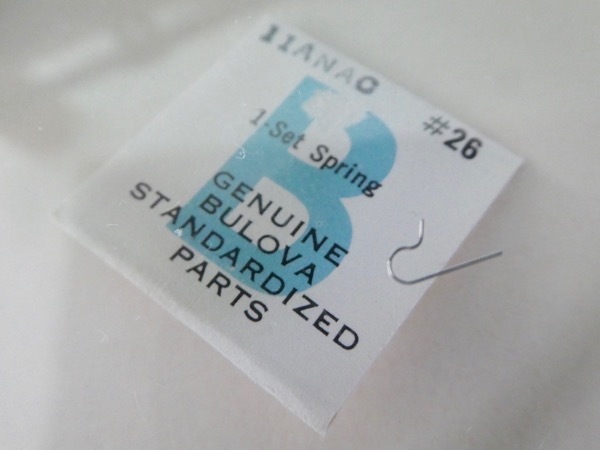 11ANAC
#26
1-Set Spring
B
GENUINE
BULOVA
STANDARDIZED
PARTS